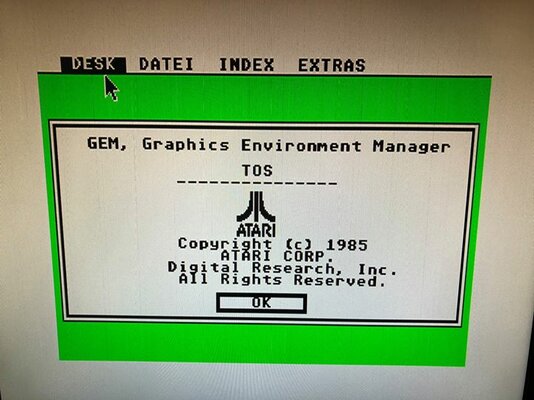 DESK DATEI INDEX EXTRAS
GEM, Graphics Environment Manager
TOS
----------------
ATARI
Copyright (c) 1985
ATARI CORP.
Digital Research, Inc.
All Rights Reserved.
OK